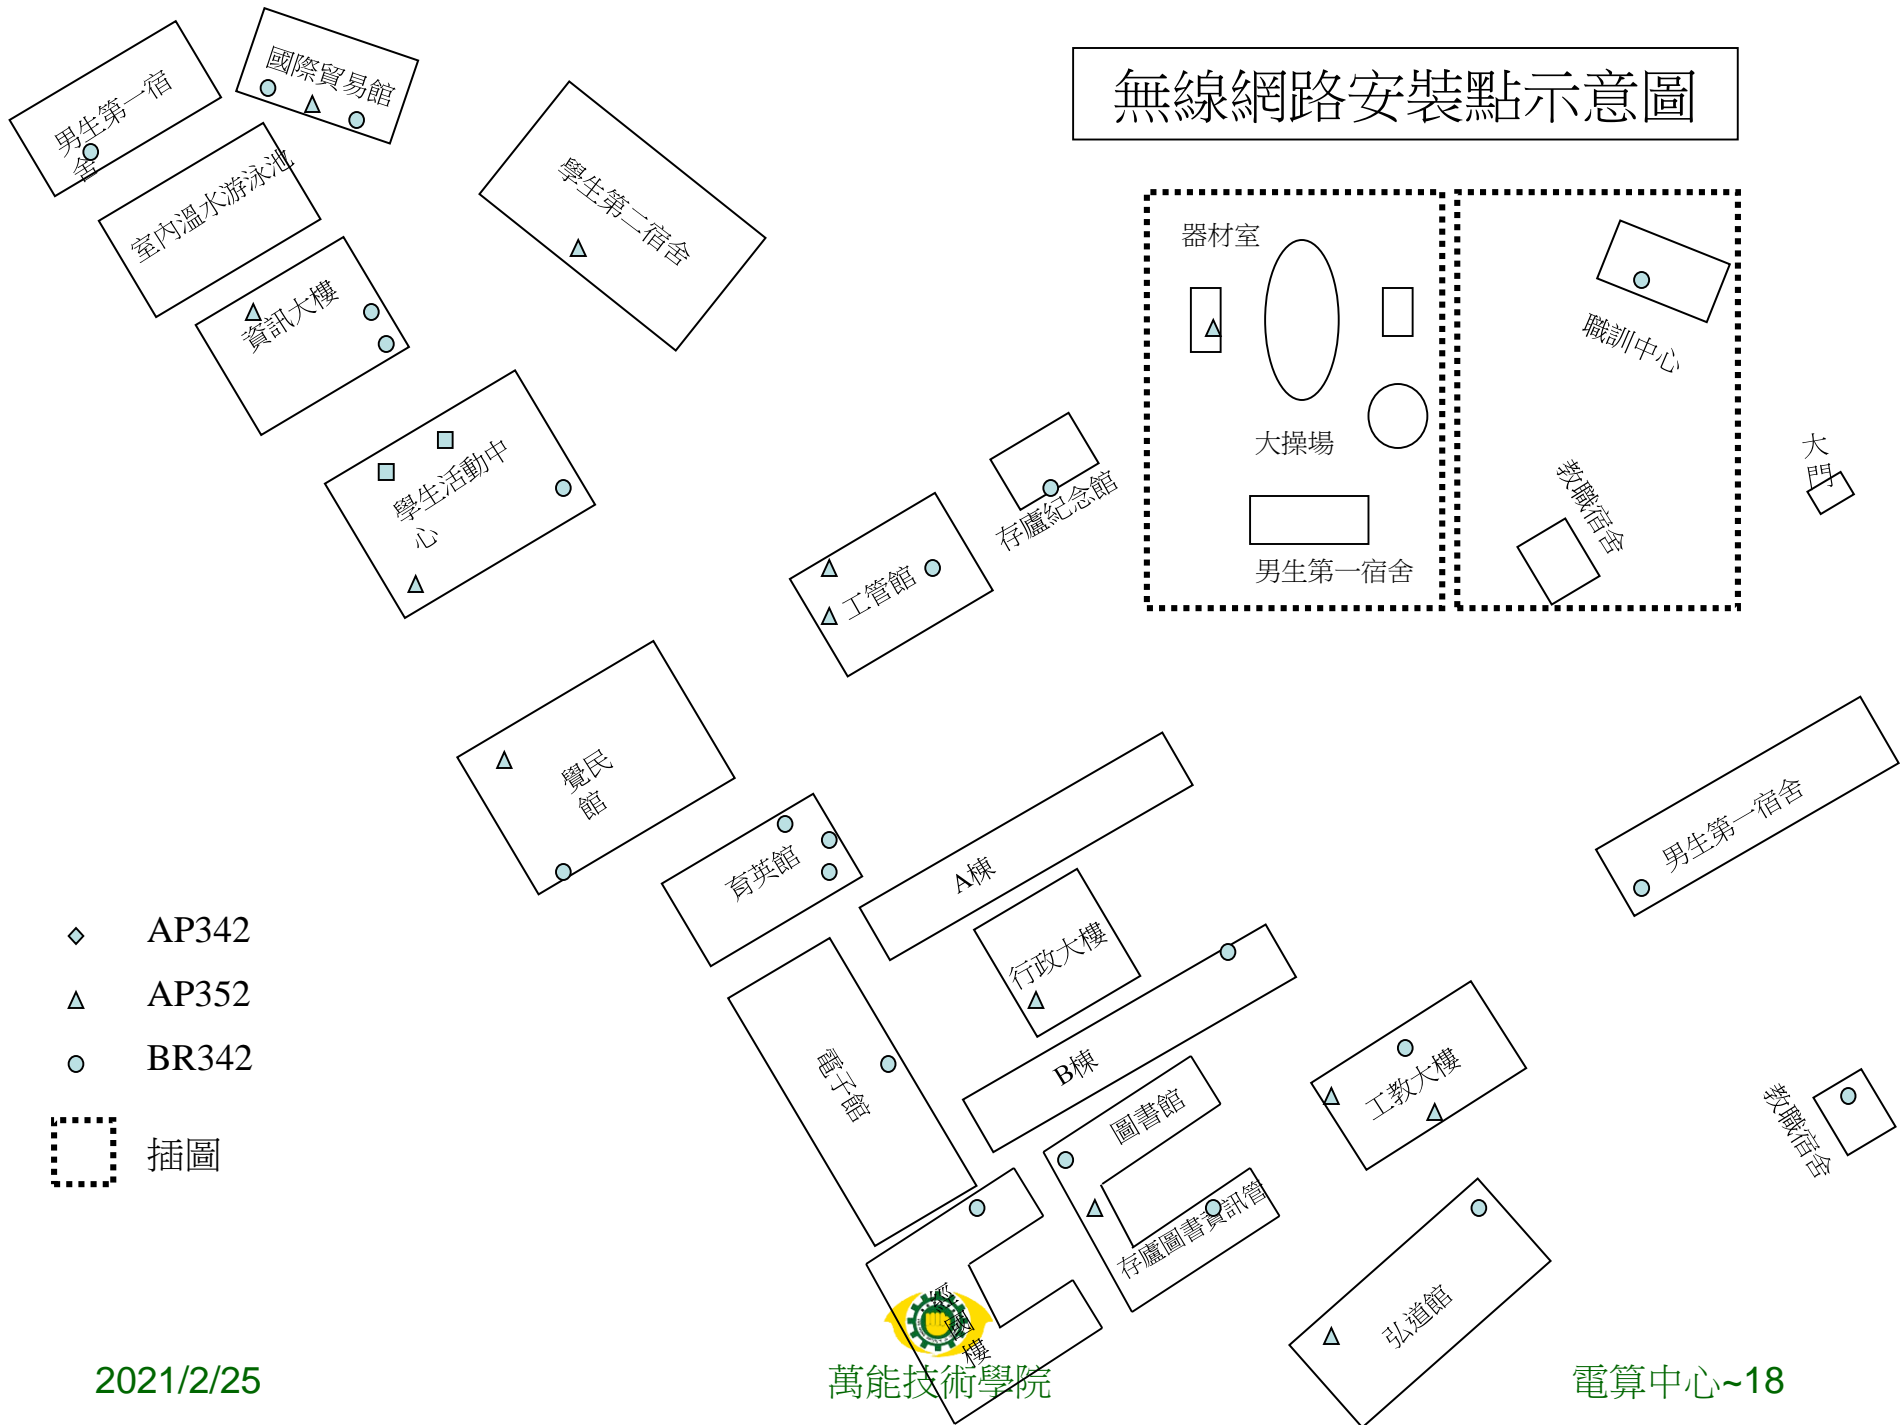 無線網路安裝點示意圖
國際貿易館
男生第一宿
舍
室內溫水游泳池
學生第二宿舍
資訊大樓
器材室
職訓中心
大操場
大
門
學生活動中
心
存廬紀念館
教職宿舍
工管館
男生第一宿舍
覺民
館
育英館
A棟
男生第一宿舍
行政大樓
AP342
AP352
BR342
插圖
電子館
B棟
圖書館
工教大樓
教職宿舍
存廬圖書資訊管
經
國
樓
弘道館
2021/2/25
萬能技術學院
電算中心~18